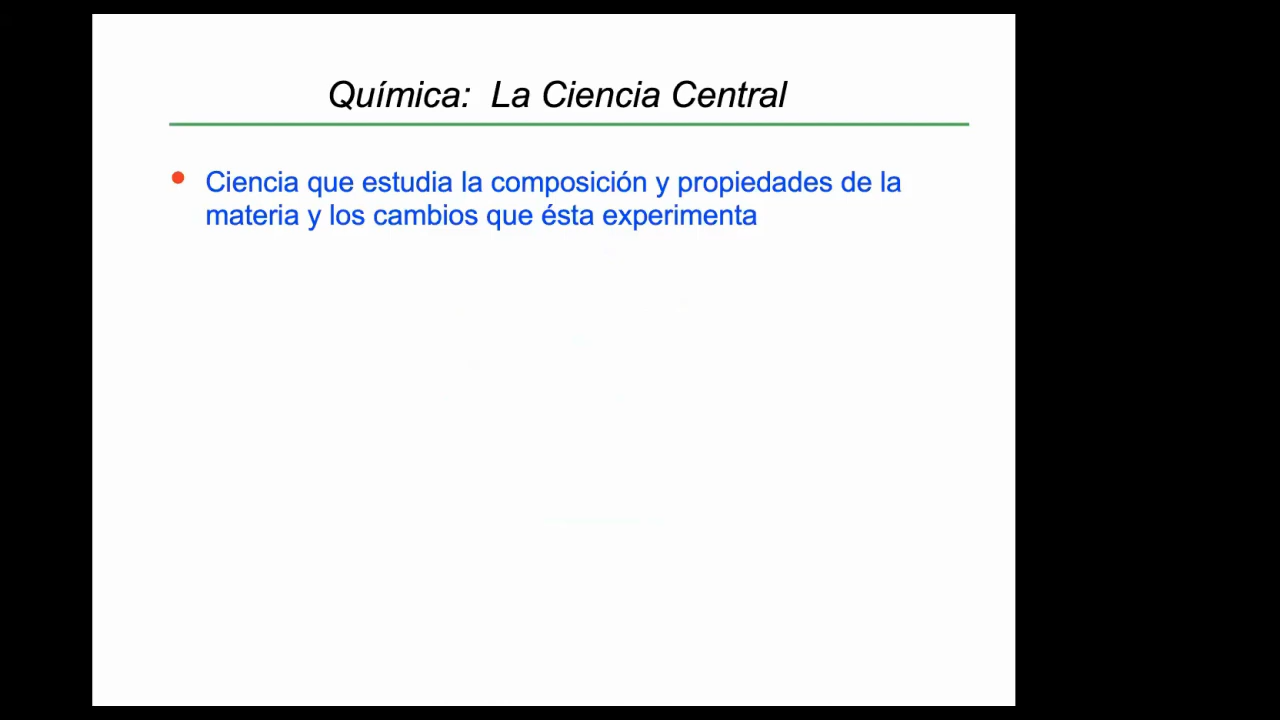 Química: La Ciencia Central
• Ciencia que estudia la composición y propiedades de la
materia y los cambios que ésta experimenta